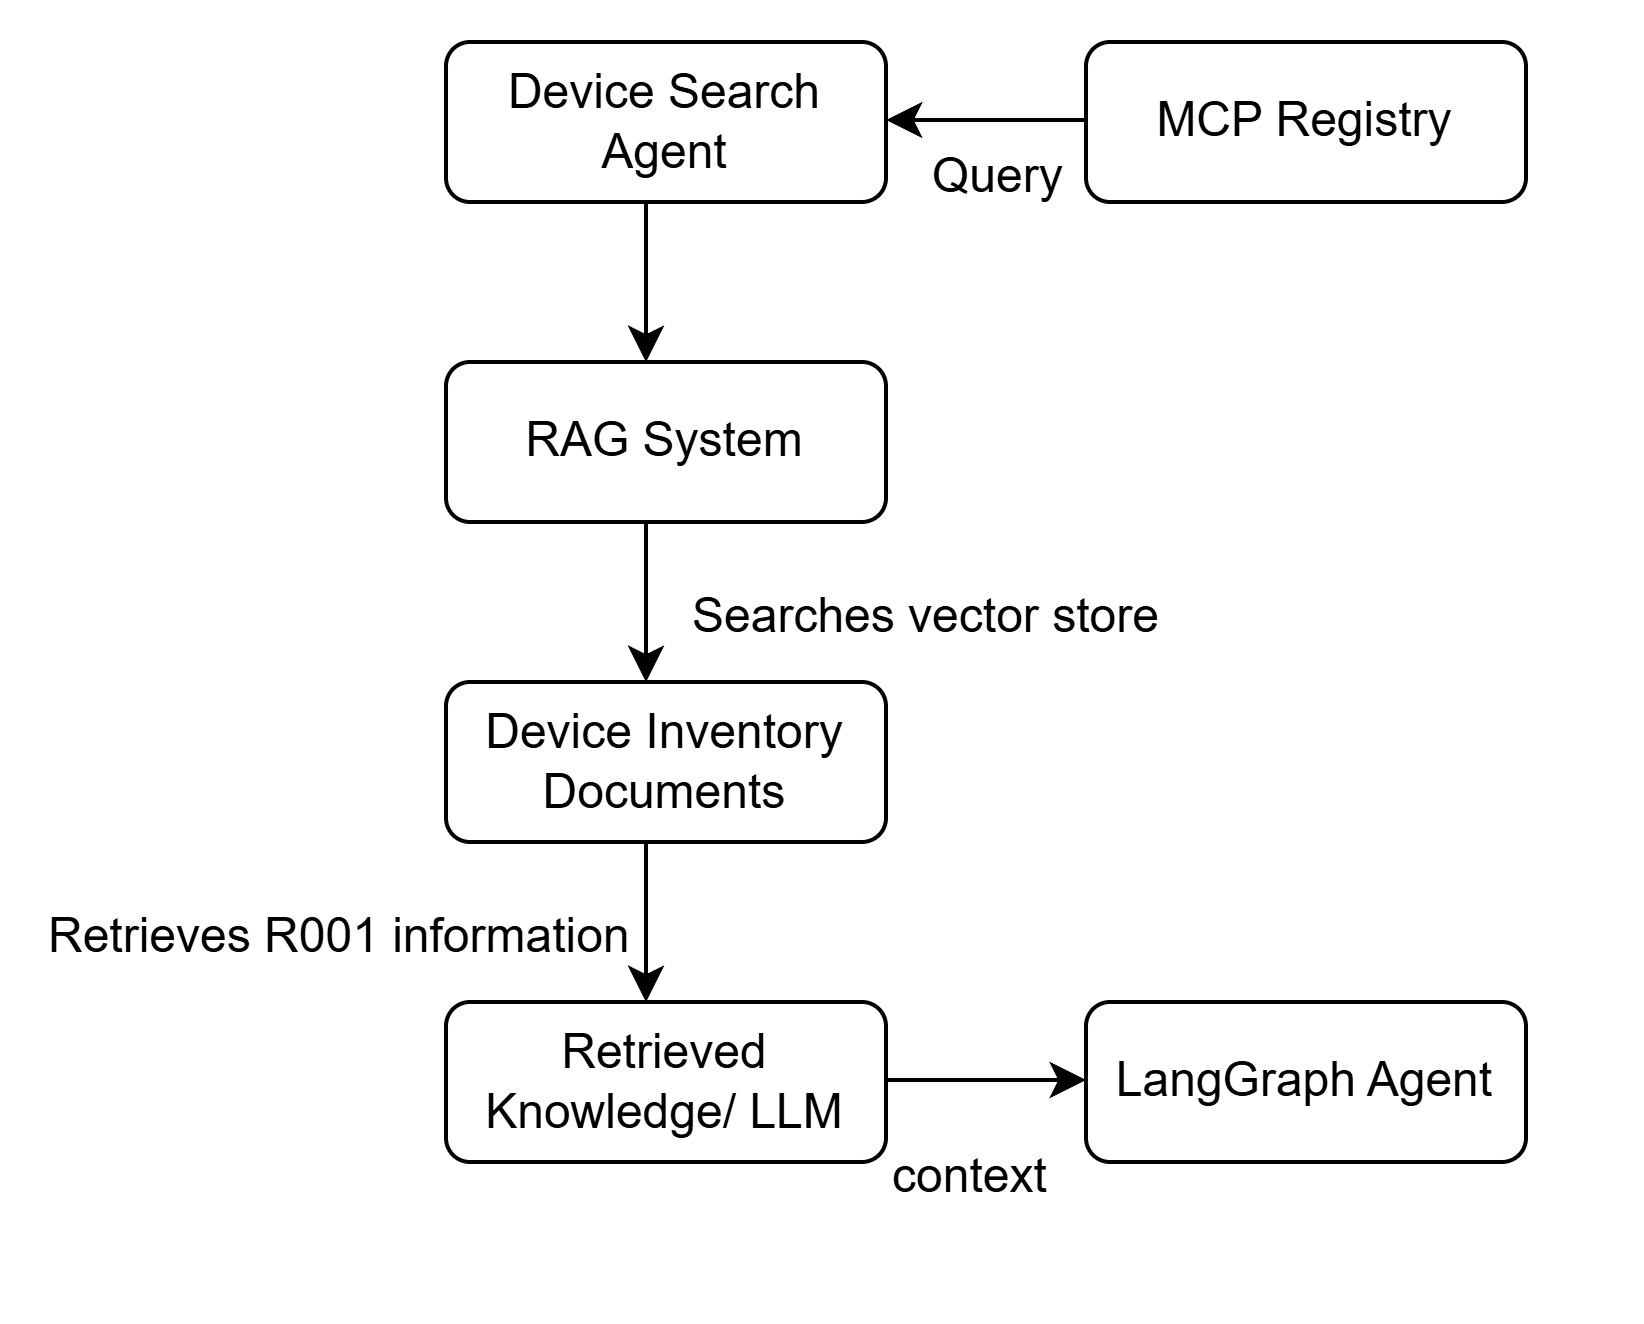 Device Search
Agent
MCP Registry
Query
RAG System
Searches vector store
Device Inventory
Documents
Retrieves R001 information
Retrieved
Knowledge/ LLM
LangGraph Agent
context